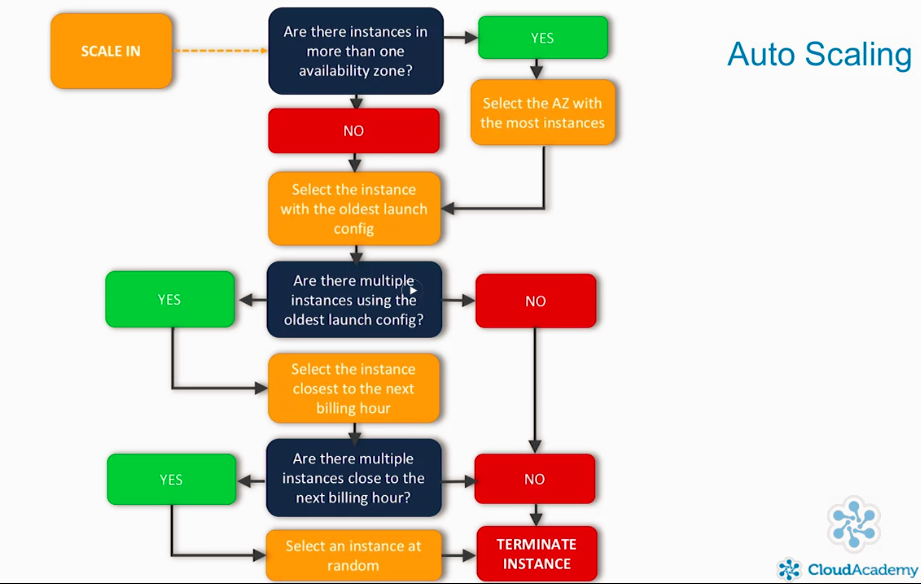 SCALE IN
Are there instances in
more than one
availability zone?
YES
Auto Scaling
Select the AZ with
the most instances
NO
Select the instance
with the oldest launch
config
YES
Are there multiple
instances using the
oldest launch config?
NO
Select the instance
closest to the next
billing hour
YES
Are there multiple
instances close to the
next billing hour?
NO
Select an instance at
random
TERMINATE
INSTANCE
CloudAcademy